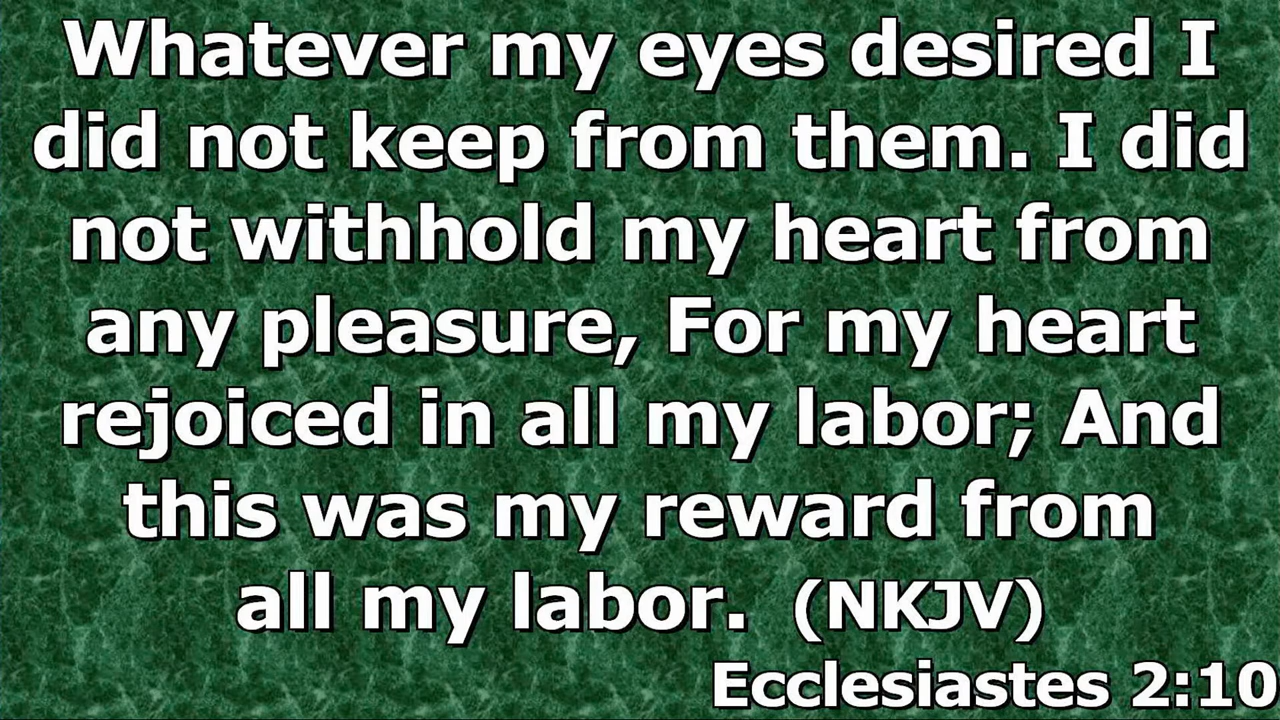 Whatever my eyes desired I
did not keep from them. I did
not withhold my heart from
any pleasure, For my heart
rejoiced in all my labor; And
this was my reward from
all my labor. (NKJV)
Ecclesiastes 2:10